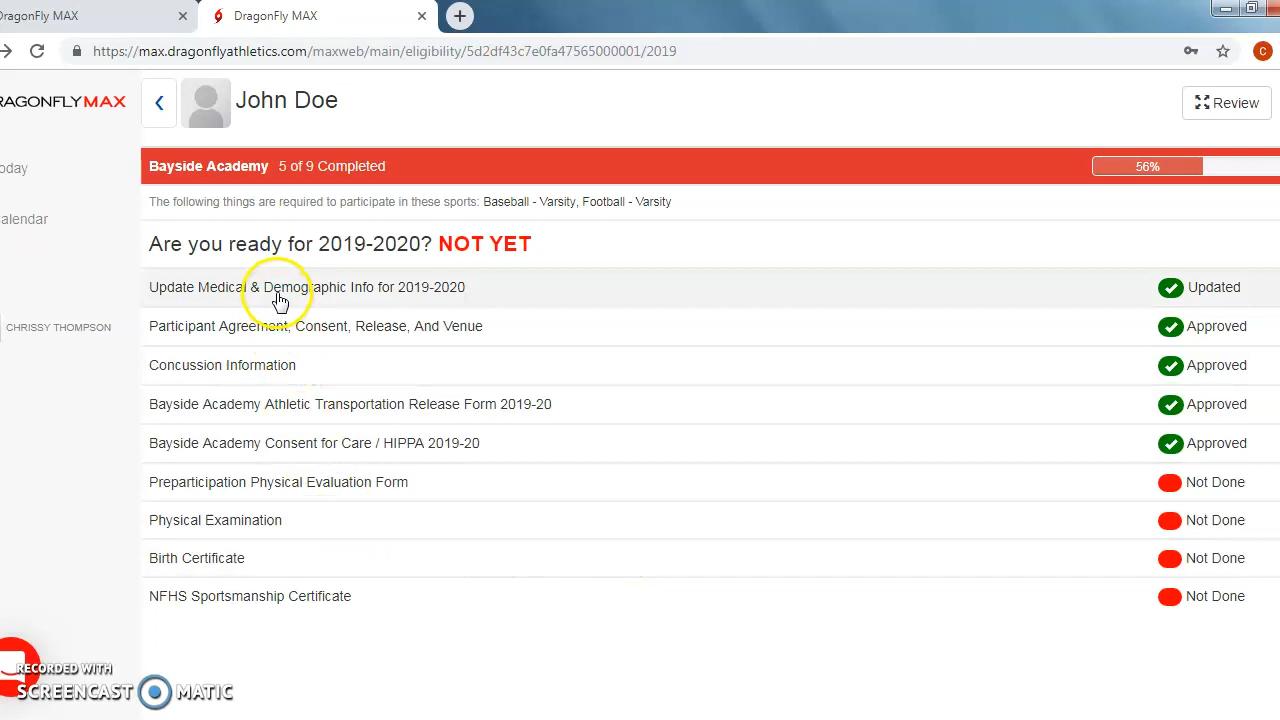 DragonFly MAX
DragonFly MAX
https://max.dragonflyathletics.com/maxweb/main/eligibility/5d2df43c7e0fa47565000001/2019
C
RAGONFLYMAX
John Doe
Review
Bayside Academy 5 of 9 Completed
56%
oday
The following things are required to participate in these sports: Baseball - Varsity, Football - Varsity
alendar
Are you ready for 2019-2020? NOT YET
Update Medical & Demographic Info for 2019-2020 Updated
CHRISSY THOMPSON
Participant Agreement, Consent, Release, And Venue Approved
Concussion Information Approved
Bayside Academy Athletic Transportation Release Form 2019-20 Approved
Bayside Academy Consent for Care / HIPPA 2019-20 Approved
Preparticipation Physical Evaluation Form Not Done
Physical Examination Not Done
Birth Certificate Not Done
NFHS Sportsmanship Certificate Not Done
RECORDED WITH
SCREENCAST MATIC